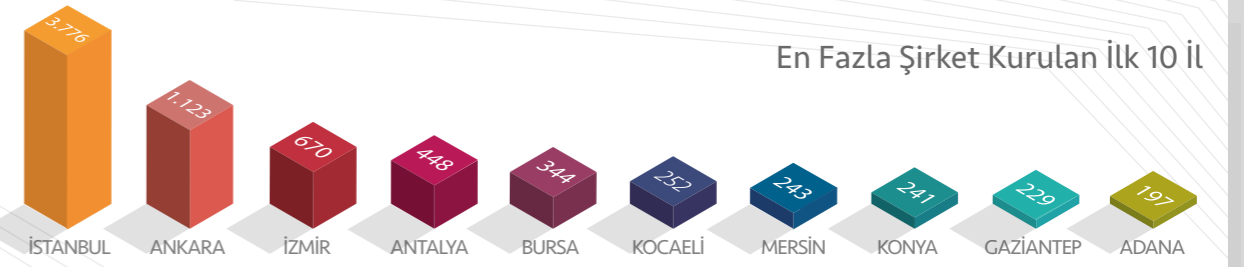 En Fazla Şirket Kurulan İlk 10 İl
3.776
1.123
670
448
344
252
243
241
229
197
İSTANBUL
ANKARA
İZMİR
ANTALYA
BURSA
KOCAELİ
MERSİN
KONYA
GAZİANTEP
ADANA